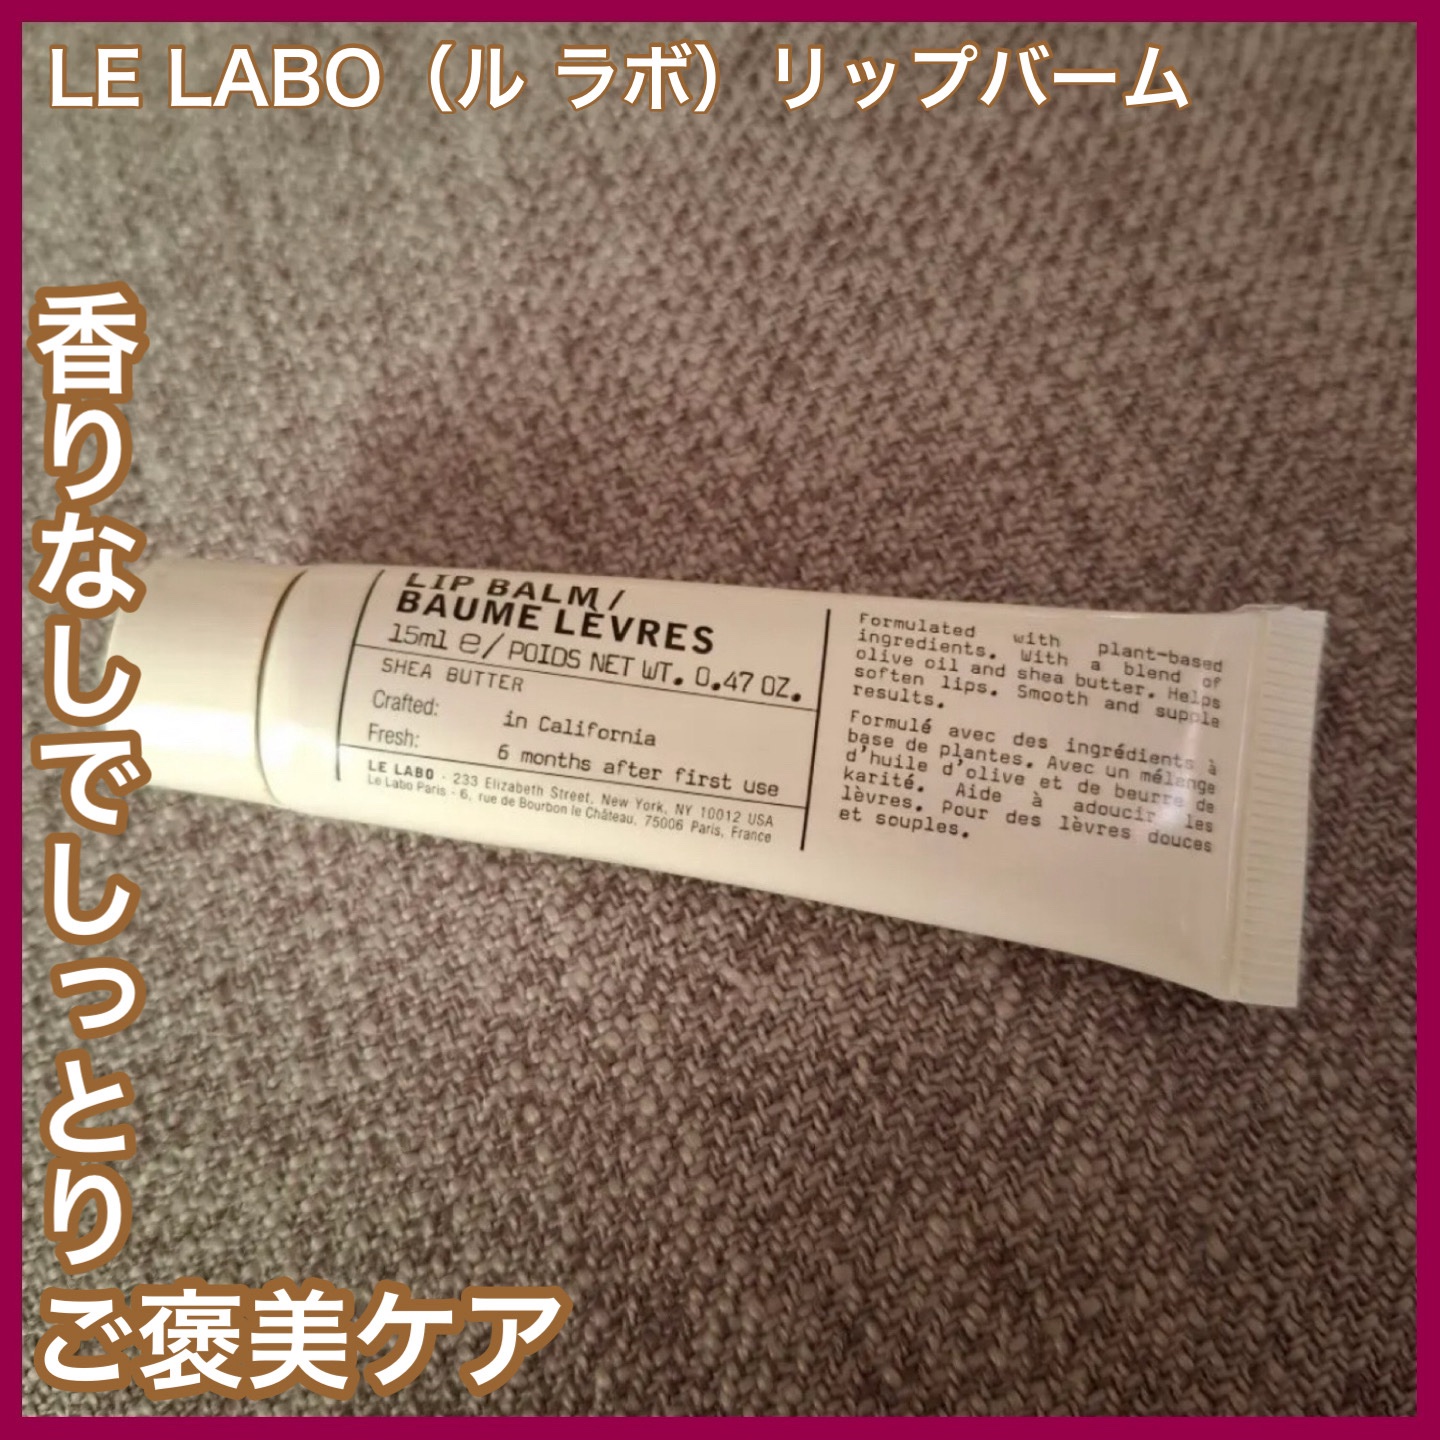 LE LABO（ル ラボ）リップバーム
香りなしでしっとり
ご褒美ケア
LIP BALM/
BAUME LÈVRES
15ml e/POIDS NET WT. 0.47 OZ.
SHEA BUTTER
Crafted: in California
Fresh: 6 months after first use
LE LABO - 233 Elizabeth Street, New York, NY 10012 USA
Le Labo Paris - 6, rue de Bourbon le Château, 75006 Paris, France
Formulated with plant-based
ingredients. With a blend of
olive oil and shea butter. Helps
soften lips. Smooth and supple
results.
Formulé avec des ingrédients à
base de plantes. Avec un mélange
d'huile d'olive et de beurre de
karité. Aide à adoucir les
lèvres. Pour des lèvres douces
et souples.